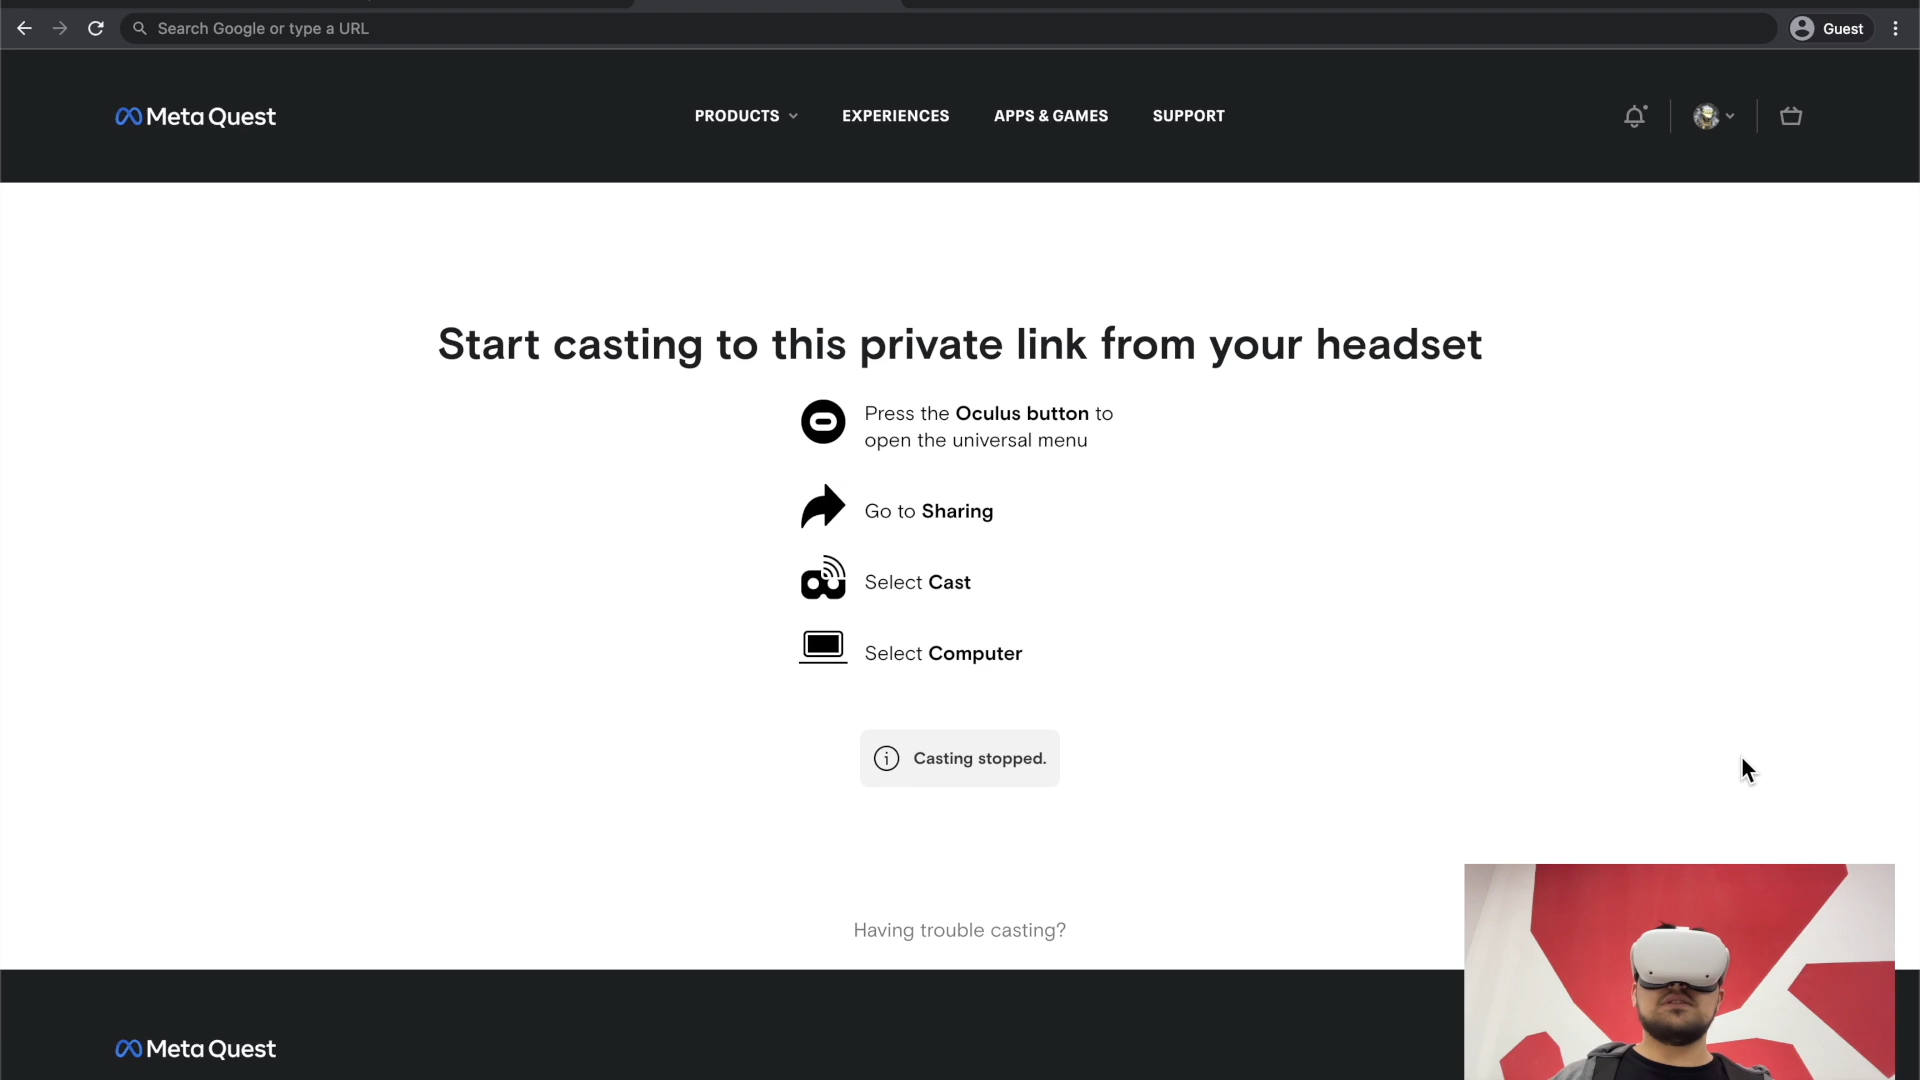 Search Google or type a URL
Guest
Meta Quest
PRODUCTS
EXPERIENCES
APPS & GAMES
SUPPORT
Start casting to this private link from your headset
Press the Oculus button to
open the universal menu
Go to Sharing
Select Cast
Select Computer
Casting stopped.
Having trouble casting?
Meta Quest